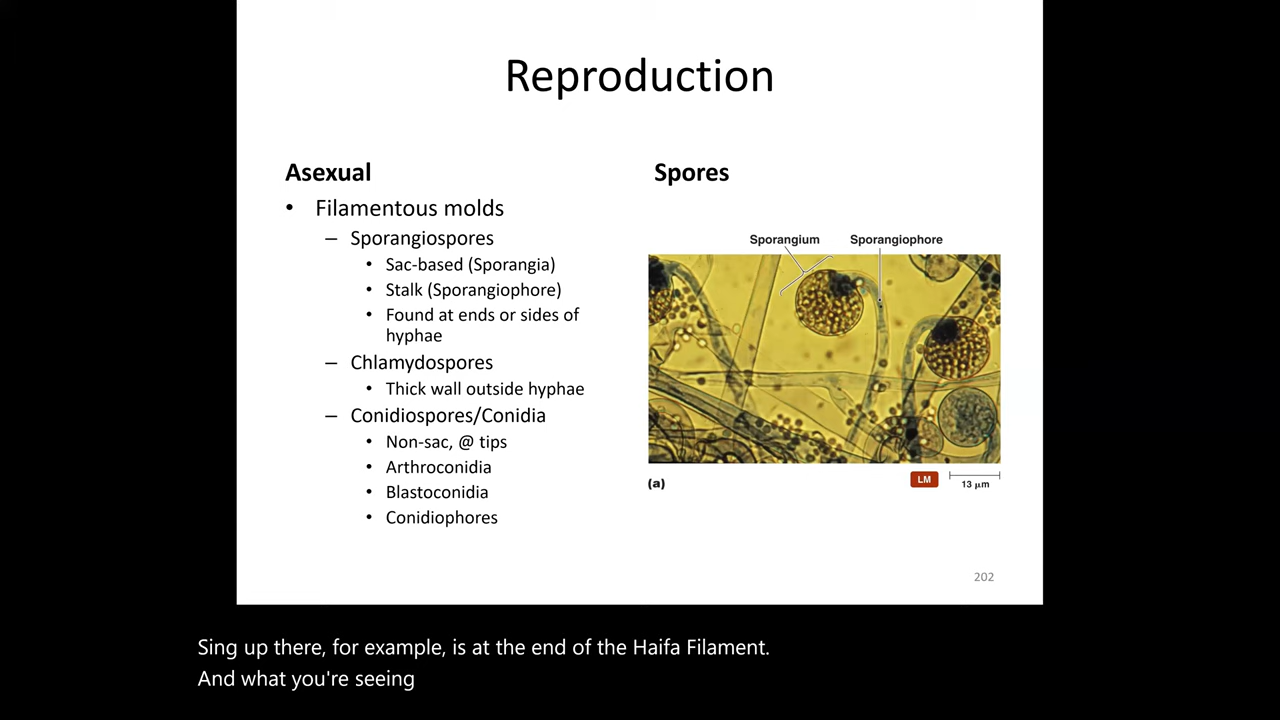 Reproduction
Asexual
• Filamentous molds
– Sporangiospores
• Sac-based (Sporangia)
• Stalk (Sporangiophore)
• Found at ends or sides of
hyphae
– Chlamydospores
• Thick wall outside hyphae
– Conidiospores/Conidia
• Non-sac, @ tips
• Arthroconidia
• Blastoconidia
• Conidiophores
Spores
Sporangium Sporangiophore
(a) LM 13 μm
202
Sing up there, for example, is at the end of the Haifa Filament.
And what you're seeing